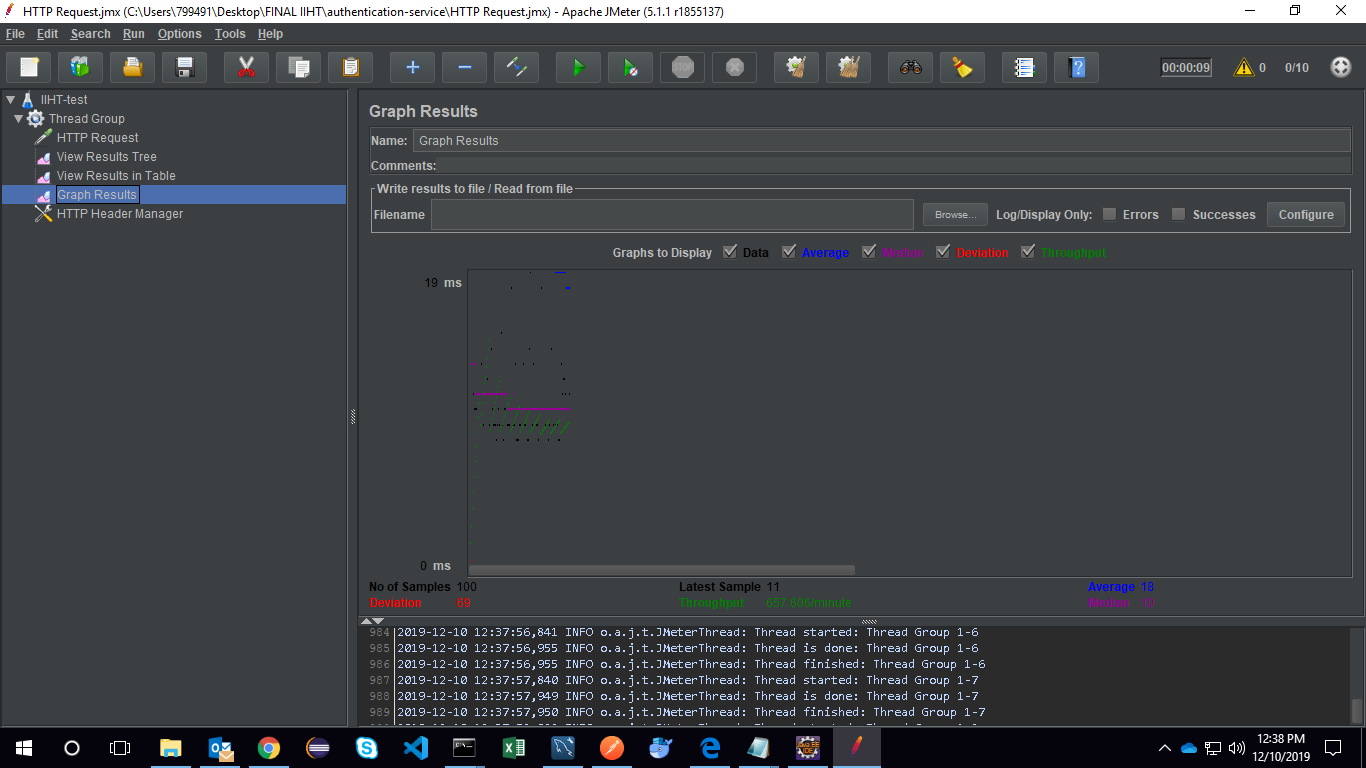 HTTP Request.jmx (C:\Users\799491\Desktop\FINAL IIHT\authentication-service\HTTP Request.jmx) - Apache JMeter (5.1.1 r1855137)
File Edit Search Run Options Tools Help
STOP 00:00:09 0 0/10
IIHT-test
Thread Group
HTTP Request
View Results Tree
View Results in Table
Graph Results
HTTP Header Manager
Graph Results
Name: Graph Results
Comments:
Write results to file / Read from file
Filename Browse... Log/Display Only: Errors Successes Configure
Graphs to Display Data Average Median Deviation Throughput
19 ms
0 ms
No of Samples 100 Latest Sample 11 Average 18
Deviation 69 Throughput 657.606/minute Median 10
984 2019-12-10 12:37:56,841 INFO o.a.j.t.JMeterThread: Thread started: Thread Group 1-6
985 2019-12-10 12:37:56,955 INFO o.a.j.t.JMeterThread: Thread is done: Thread Group 1-6
986 2019-12-10 12:37:56,955 INFO o.a.j.t.JMeterThread: Thread finished: Thread Group 1-6
987 2019-12-10 12:37:57,840 INFO o.a.j.t.JMeterThread: Thread started: Thread Group 1-7
988 2019-12-10 12:37:57,949 INFO o.a.j.t.JMeterThread: Thread is done: Thread Group 1-7
989 2019-12-10 12:37:57,950 INFO o.a.j.t.JMeterThread: Thread finished: Thread Group 1-7
12:38 PM
12/10/2019